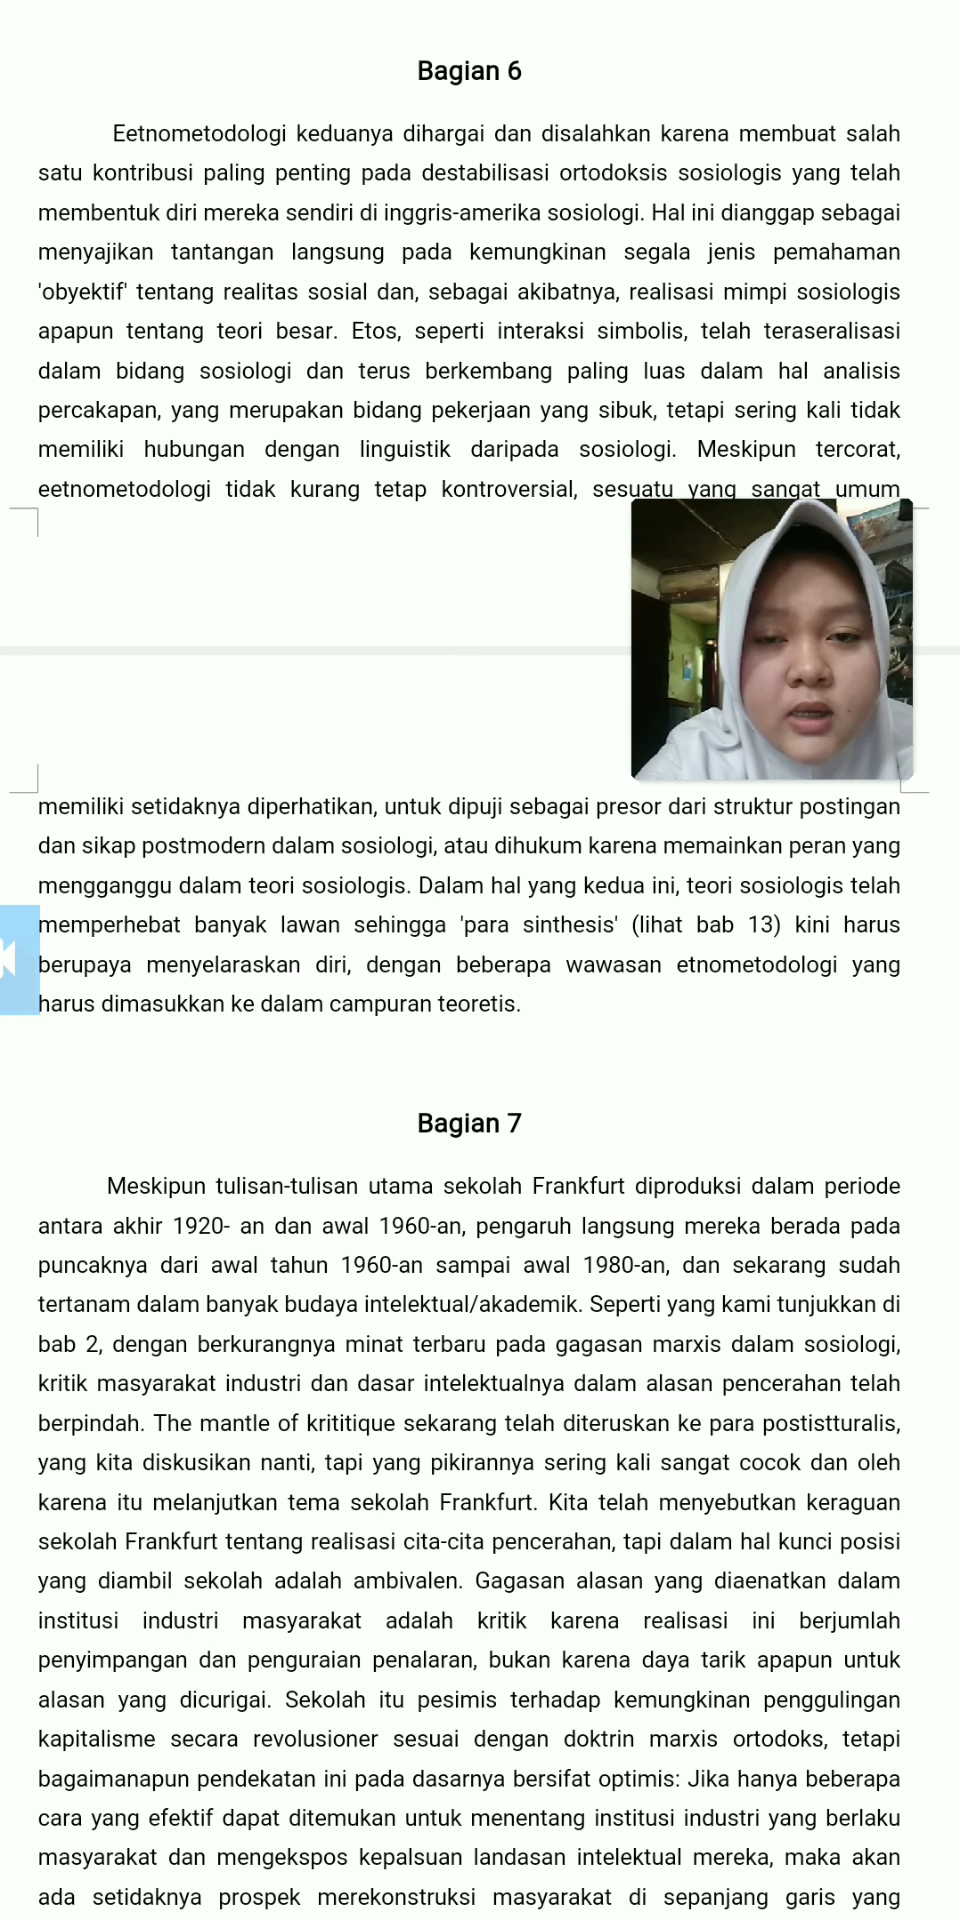 Bagian 6
Eetnometodologi keduanya dihargai dan disalahkan karena membuat salah
satu kontribusi paling penting pada destabilisasi ortodoksis sosiologis yang telah
membentuk diri mereka sendiri di inggris-amerika sosiologi. Hal ini dianggap sebagai
menyajikan tantangan langsung pada kemungkinan segala jenis pemahaman
'obyektif' tentang realitas sosial dan, sebagai akibatnya, realisasi mimpi sosiologis
apapun tentang teori besar. Etos, seperti interaksi simbolis, telah teraseralisasi
dalam bidang sosiologi dan terus berkembang paling luas dalam hal analisis
percakapan, yang merupakan bidang pekerjaan yang sibuk, tetapi sering kali tidak
memiliki hubungan dengan linguistik daripada sosiologi. Meskipun tercorat,
eetnometodologi tidak kurang tetap kontroversial, sesuatu yang sangat umum
memiliki setidaknya diperhatikan, untuk dipuji sebagai presor dari struktur postingan
dan sikap postmodern dalam sosiologi, atau dihukum karena memainkan peran yang
mengganggu dalam teori sosiologis. Dalam hal yang kedua ini, teori sosiologis telah
memperhebat banyak lawan sehingga 'para sinthesis' (lihat bab 13) kini harus
berupaya menyelaraskan diri, dengan beberapa wawasan etnometodologi yang
harus dimasukkan ke dalam campuran teoretis.
Bagian 7
Meskipun tulisan-tulisan utama sekolah Frankfurt diproduksi dalam periode
antara akhir 1920- an dan awal 1960-an, pengaruh langsung mereka berada pada
puncaknya dari awal tahun 1960-an sampai awal 1980-an, dan sekarang sudah
tertanam dalam banyak budaya intelektual/akademik. Seperti yang kami tunjukkan di
bab 2, dengan berkurangnya minat terbaru pada gagasan marxis dalam sosiologi,
kritik masyarakat industri dan dasar intelektualnya dalam alasan pencerahan telah
berpindah. The mantle of krititique sekarang telah diteruskan ke para postistturalis,
yang kita diskusikan nanti, tapi yang pikirannya sering kali sangat cocok dan oleh
karena itu melanjutkan tema sekolah Frankfurt. Kita telah menyebutkan keraguan
sekolah Frankfurt tentang realisasi cita-cita pencerahan, tapi dalam hal kunci posisi
yang diambil sekolah adalah ambivalen. Gagasan alasan yang diaenatkan dalam
institusi industri masyarakat adalah kritik karena realisasi ini berjumlah
penyimpangan dan penguraian penalaran, bukan karena daya tarik apapun untuk
alasan yang dicurigai. Sekolah itu pesimis terhadap kemungkinan penggulingan
kapitalisme secara revolusioner sesuai dengan doktrin marxis ortodoks, tetapi
bagaimanapun pendekatan ini pada dasarnya bersifat optimis: Jika hanya beberapa
cara yang efektif dapat ditemukan untuk menentang institusi industri yang berlaku
masyarakat dan mengekspos kepalsuan landasan intelektual mereka, maka akan
ada setidaknya prospek merekonstruksi masyarakat di sepanjang garis yang